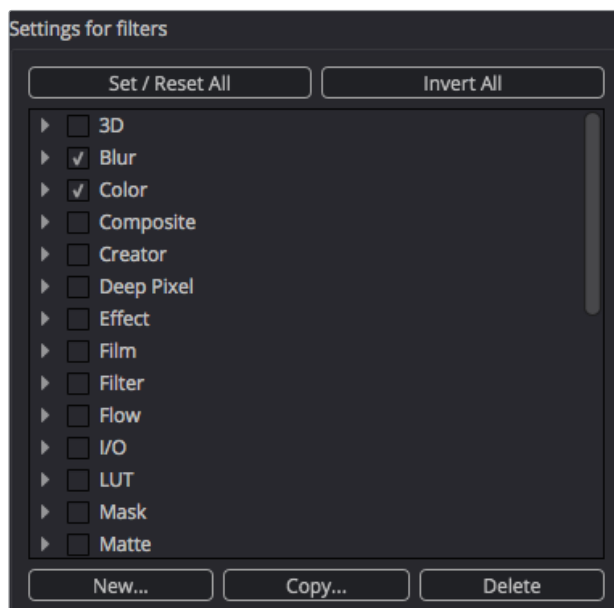 Settings for filters
Set / Reset All Invert All
3D
Blur
Color
Composite
Creator
Deep Pixel
Effect
Film
Filter
Flow
I/O
LUT
Mask
Matte
New... Copy... Delete